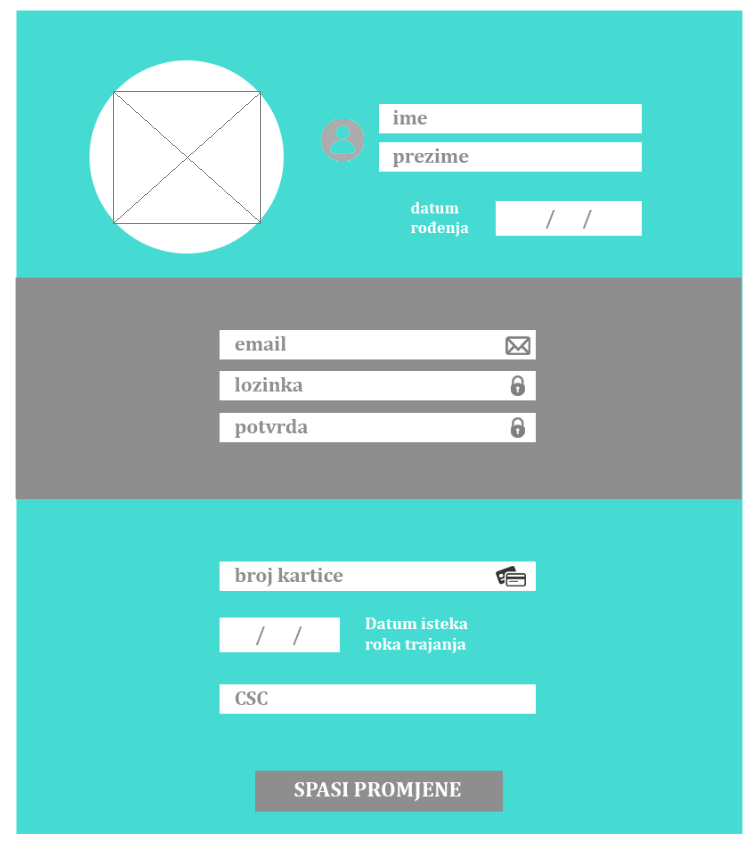 ime
prezime
datum
rođenja
/ /
email
lozinka
potvrda
broj kartice
/ /
Datum isteka
roka trajanja
CSC
SPASI PROMJENE